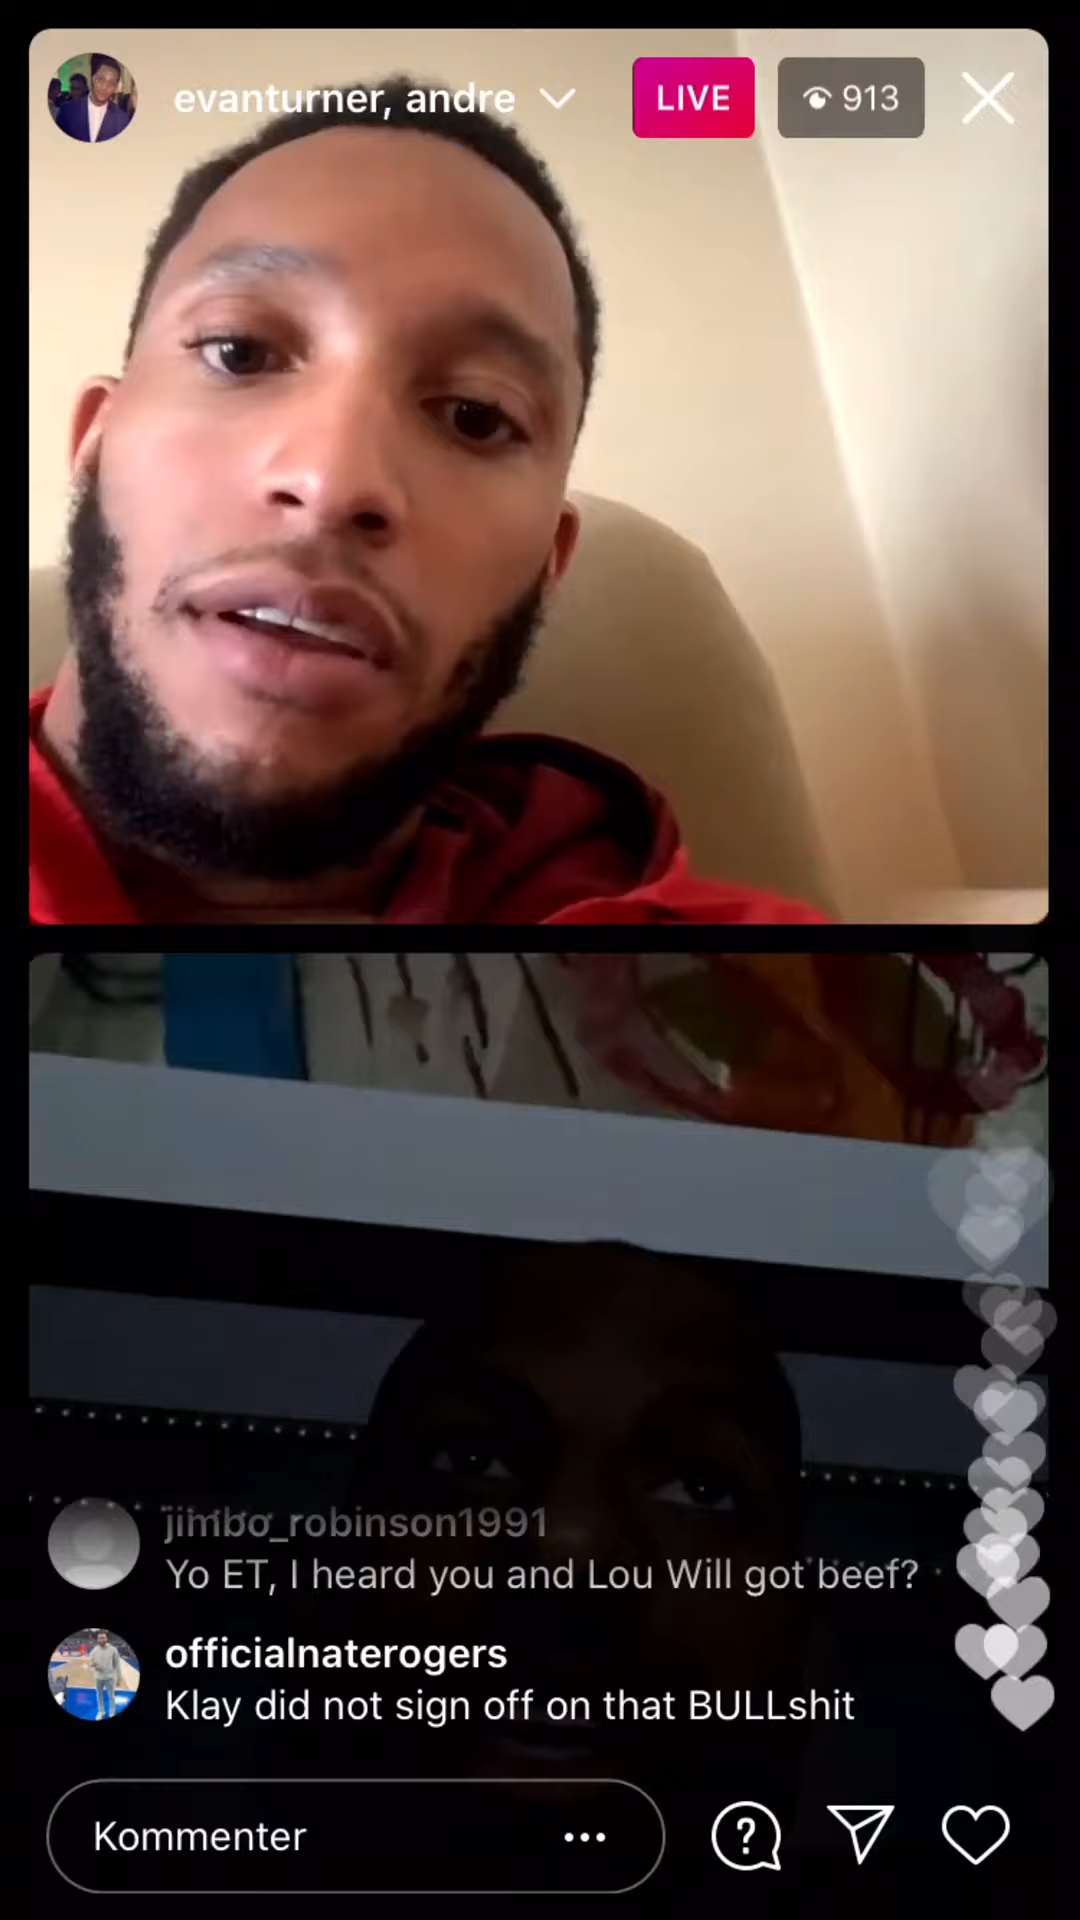 evanturner, andre
LIVE
913
jimbo_robinson1991
Yo ET, I heard you and Lou Will got beef?
officialnaterogers
Klay did not sign off on that BULLshit
Kommenter